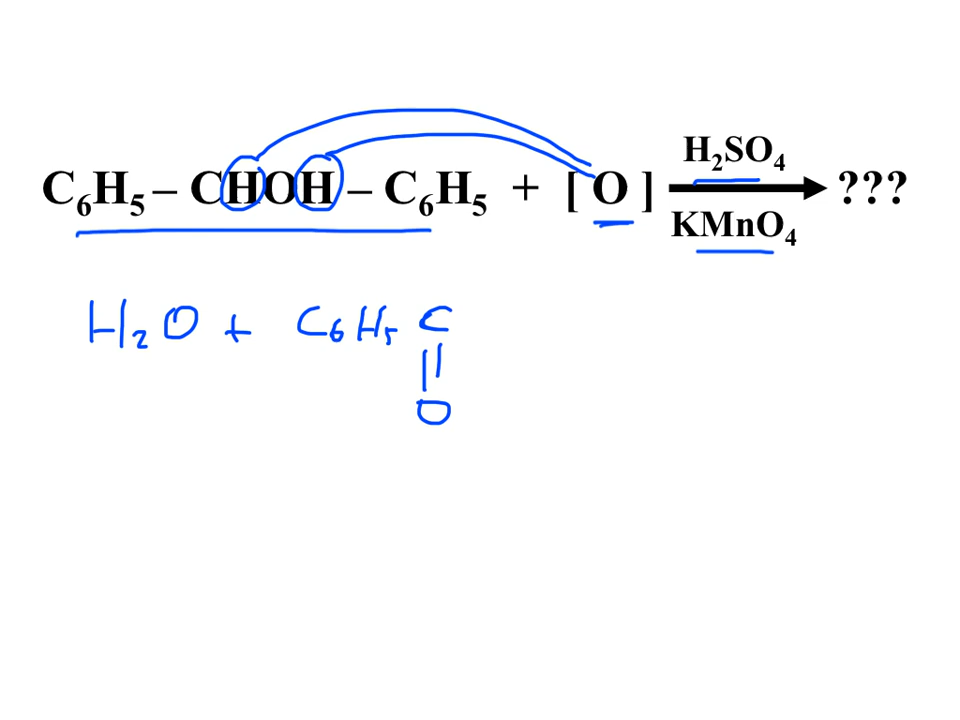 H₂SO₄
C₆H₅ – CHOH – C₆H₅ + [ O ] ???
KMnO₄
H₂O + C₆H₅ C
||
O